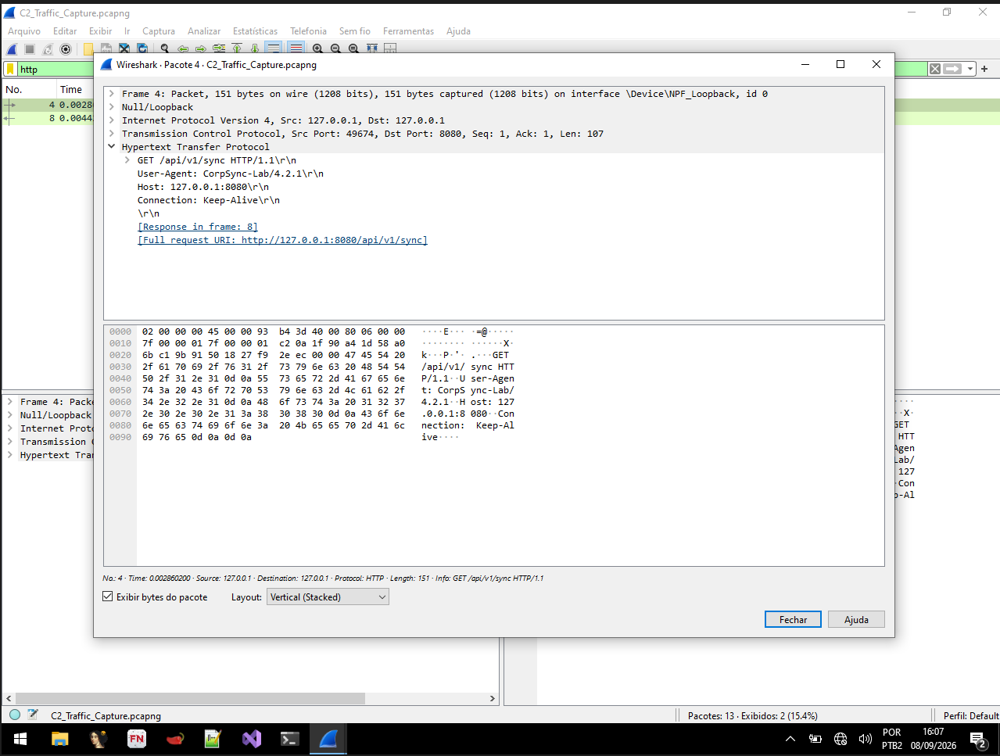 C2_Traffic_Capture.pcapng
Arquivo Editar Exibir Ir Captura Analizar Estatísticas Telefonia Sem fio Ferramentas Ajuda
http
No. Time
4 0.0028
8 0.0044
Wireshark · Pacote 4 · C2_Traffic_Capture.pcapng
Frame 4: Packet, 151 bytes on wire (1208 bits), 151 bytes captured (1208 bits) on interface \Device\NPF_Loopback, id 0
Null/Loopback
Internet Protocol Version 4, Src: 127.0.0.1, Dst: 127.0.0.1
Transmission Control Protocol, Src Port: 49674, Dst Port: 8080, Seq: 1, Ack: 1, Len: 107
Hypertext Transfer Protocol
GET /api/v1/sync HTTP/1.1\r\n
User-Agent: CorpSync-Lab/4.2.1\r\n
Host: 127.0.0.1:8080\r\n
Connection: Keep-Alive\r\n
\r\n
[Response in frame: 8]
[Full request URI: http://127.0.0.1:8080/api/v1/sync]
0000 02 00 00 00 45 00 00 93 b4 3d 40 00 80 06 00 00 ····E··· ·=@·····
0010 7f 00 00 01 7f 00 00 01 c2 0a 1f 90 a4 1d 58 a0 ········ ······X·
0020 6b c1 9b 91 50 18 27 f9 2e ec 00 00 47 45 54 20 k···P·'· .···GET
0030 2f 61 70 69 2f 76 31 2f 73 79 6e 63 20 48 54 54 /api/v1/ sync HTT
0040 50 2f 31 2e 31 0d 0a 55 73 65 72 2d 41 67 65 6e P/1.1··U ser-Agen
0050 74 3a 20 43 6f 72 70 53 79 6e 63 2d 4c 61 62 2f t: CorpS ync-Lab/
0060 34 2e 32 2e 31 0d 0a 48 6f 73 74 3a 20 31 32 37 4.2.1··H ost: 127
0070 2e 30 2e 30 2e 31 3a 38 30 38 30 0d 0a 43 6f 6e .0.0.1:8 080··Con
0080 6e 65 63 74 69 6f 6e 3a 20 4b 65 65 70 2d 41 6c nection: Keep-Al
0090 69 76 65 0d 0a 0d 0a ive····
Frame 4: Packe
Null/Loopback
Internet Proto
Transmission C
Hypertext Tran
X·
GET
HTT
Agen
Lab/
127
Con
p-Al
No.: 4 · Time: 0.002860200 · Source: 127.0.0.1 · Destination: 127.0.0.1 · Protocol: HTTP · Length: 151 · Info: GET /api/v1/sync HTTP/1.1
Exibir bytes do pacote Layout: Vertical (Stacked)
Fechar Ajuda
C2_Traffic_Capture.pcapng Pacotes: 13 · Exibidos: 2 (15.4%) Perfil: Default
FN
POR 16:07
PTB2 08/09/2026 2